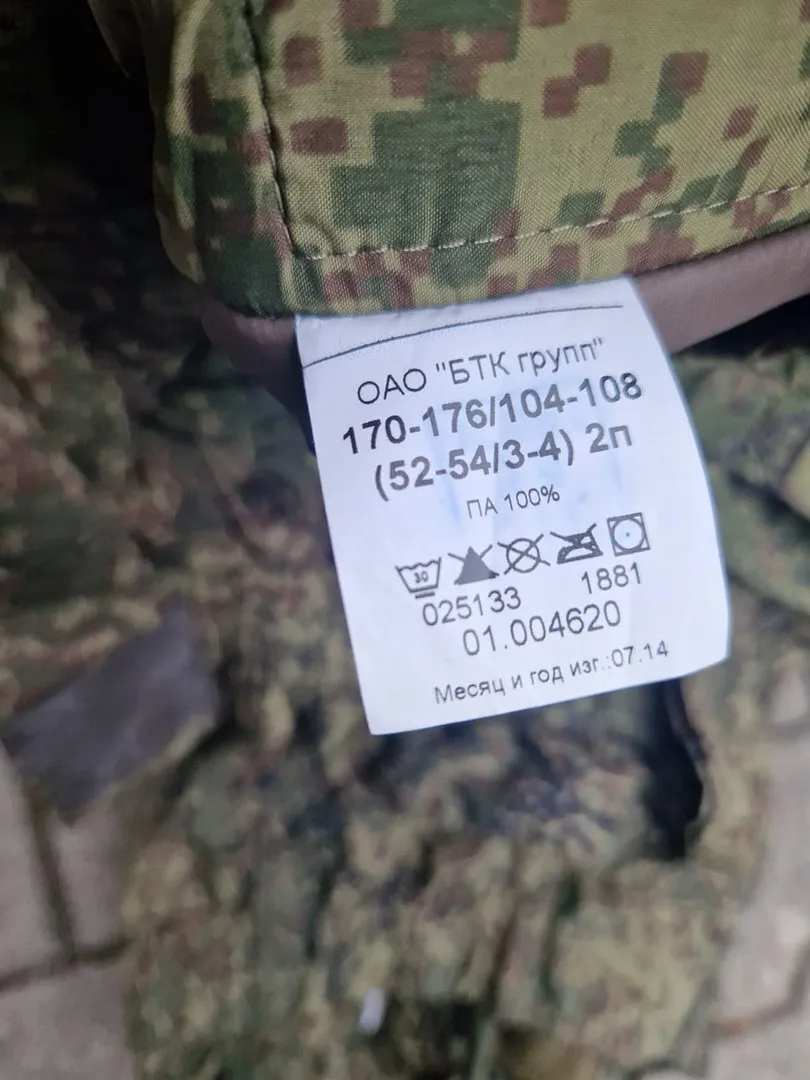 ОАО "БТК групп"
170-176/104-108
(52-54/3-4) 2п
ПА 100%
30
025133 1881
01.004620
Месяц и год изг.:07.14